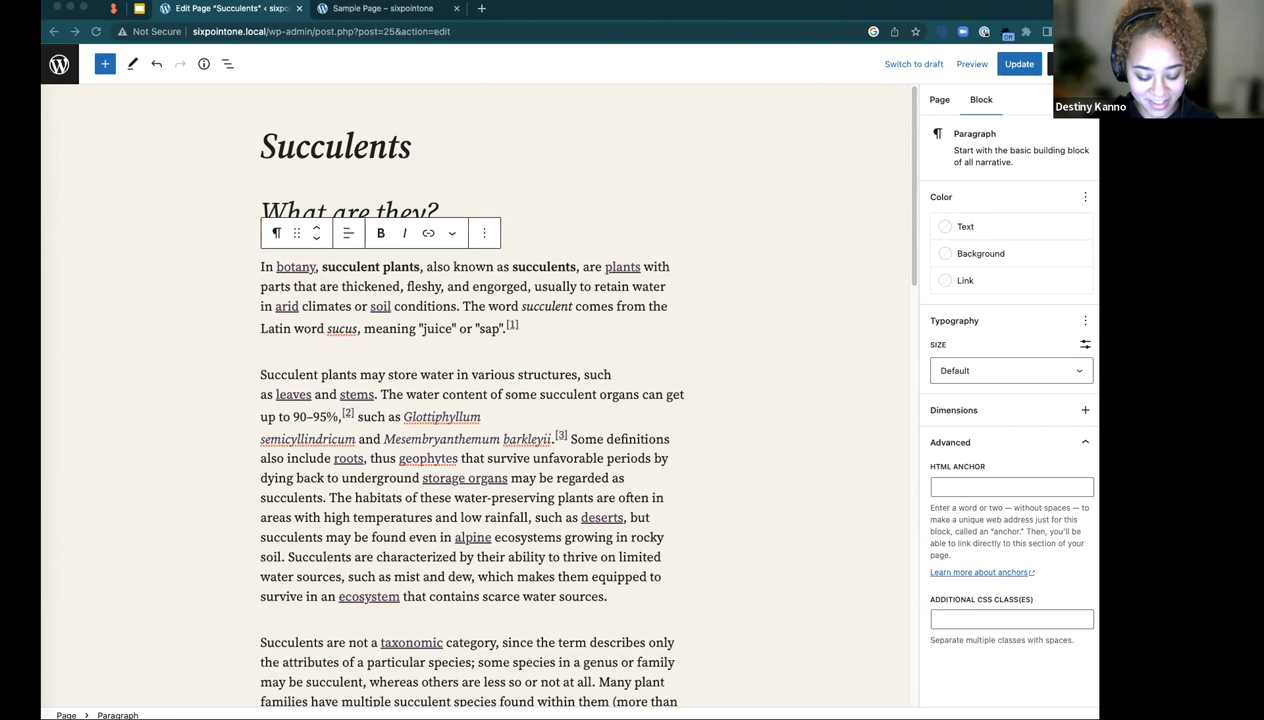 Edit Page "Succulents" ‹ sixpo
Sample Page – sixpointone
Not Secure
sixpointone.local/wp-admin/post.php?post=25&action=edit
Off
Switch to draft
Preview
Update
Destiny Kanno
Page
Block
Paragraph
Start with the basic building block
of all narrative.
Color
Text
Background
Link
Typography
SIZE
Default
Dimensions
Advanced
HTML ANCHOR
Enter a word or two — without spaces — to
make a unique web address just for this
block, called an "anchor." Then, you'll be
able to link directly to this section of your
page.
Learn more about anchors
ADDITIONAL CSS CLASS(ES)
Separate multiple classes with spaces.
Succulents
What are they?
B I
In botany, succulent plants, also known as succulents, are plants with
parts that are thickened, fleshy, and engorged, usually to retain water
in arid climates or soil conditions. The word succulent comes from the
Latin word sucus, meaning "juice" or "sap".[1]
Succulent plants may store water in various structures, such
as leaves and stems. The water content of some succulent organs can get
up to 90–95%,[2] such as Glottiphyllum
semicyllindricum and Mesembryanthemum barkleyii.[3] Some definitions
also include roots, thus geophytes that survive unfavorable periods by
dying back to underground storage organs may be regarded as
succulents. The habitats of these water-preserving plants are often in
areas with high temperatures and low rainfall, such as deserts, but
succulents may be found even in alpine ecosystems growing in rocky
soil. Succulents are characterized by their ability to thrive on limited
water sources, such as mist and dew, which makes them equipped to
survive in an ecosystem that contains scarce water sources.
Succulents are not a taxonomic category, since the term describes only
the attributes of a particular species; some species in a genus or family
may be succulent, whereas others are less so or not at all. Many plant
families have multiple succulent species found within them (more than
Page › Paragraph